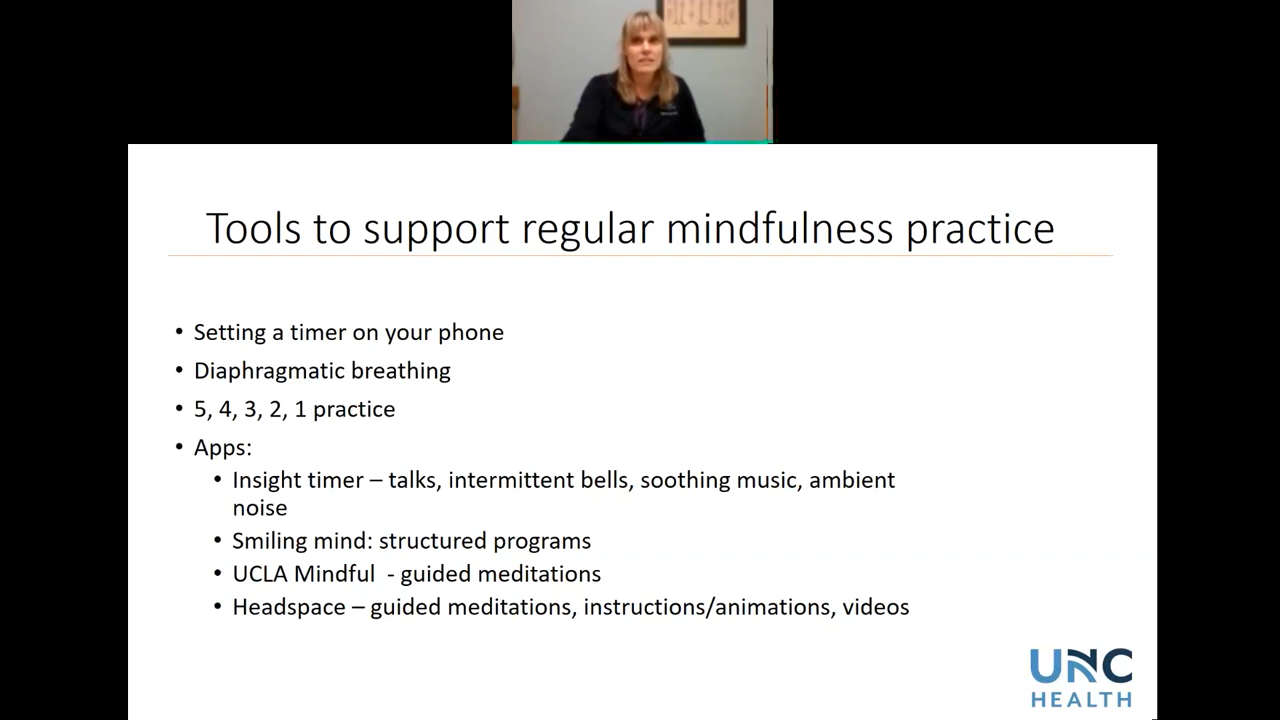 Tools to support regular mindfulness practice
• Setting a timer on your phone
• Diaphragmatic breathing
• 5, 4, 3, 2, 1 practice
• Apps:
• Insight timer – talks, intermittent bells, soothing music, ambient
noise
• Smiling mind: structured programs
• UCLA Mindful  - guided meditations
• Headspace – guided meditations, instructions/animations, videos
UNC
HEALTH